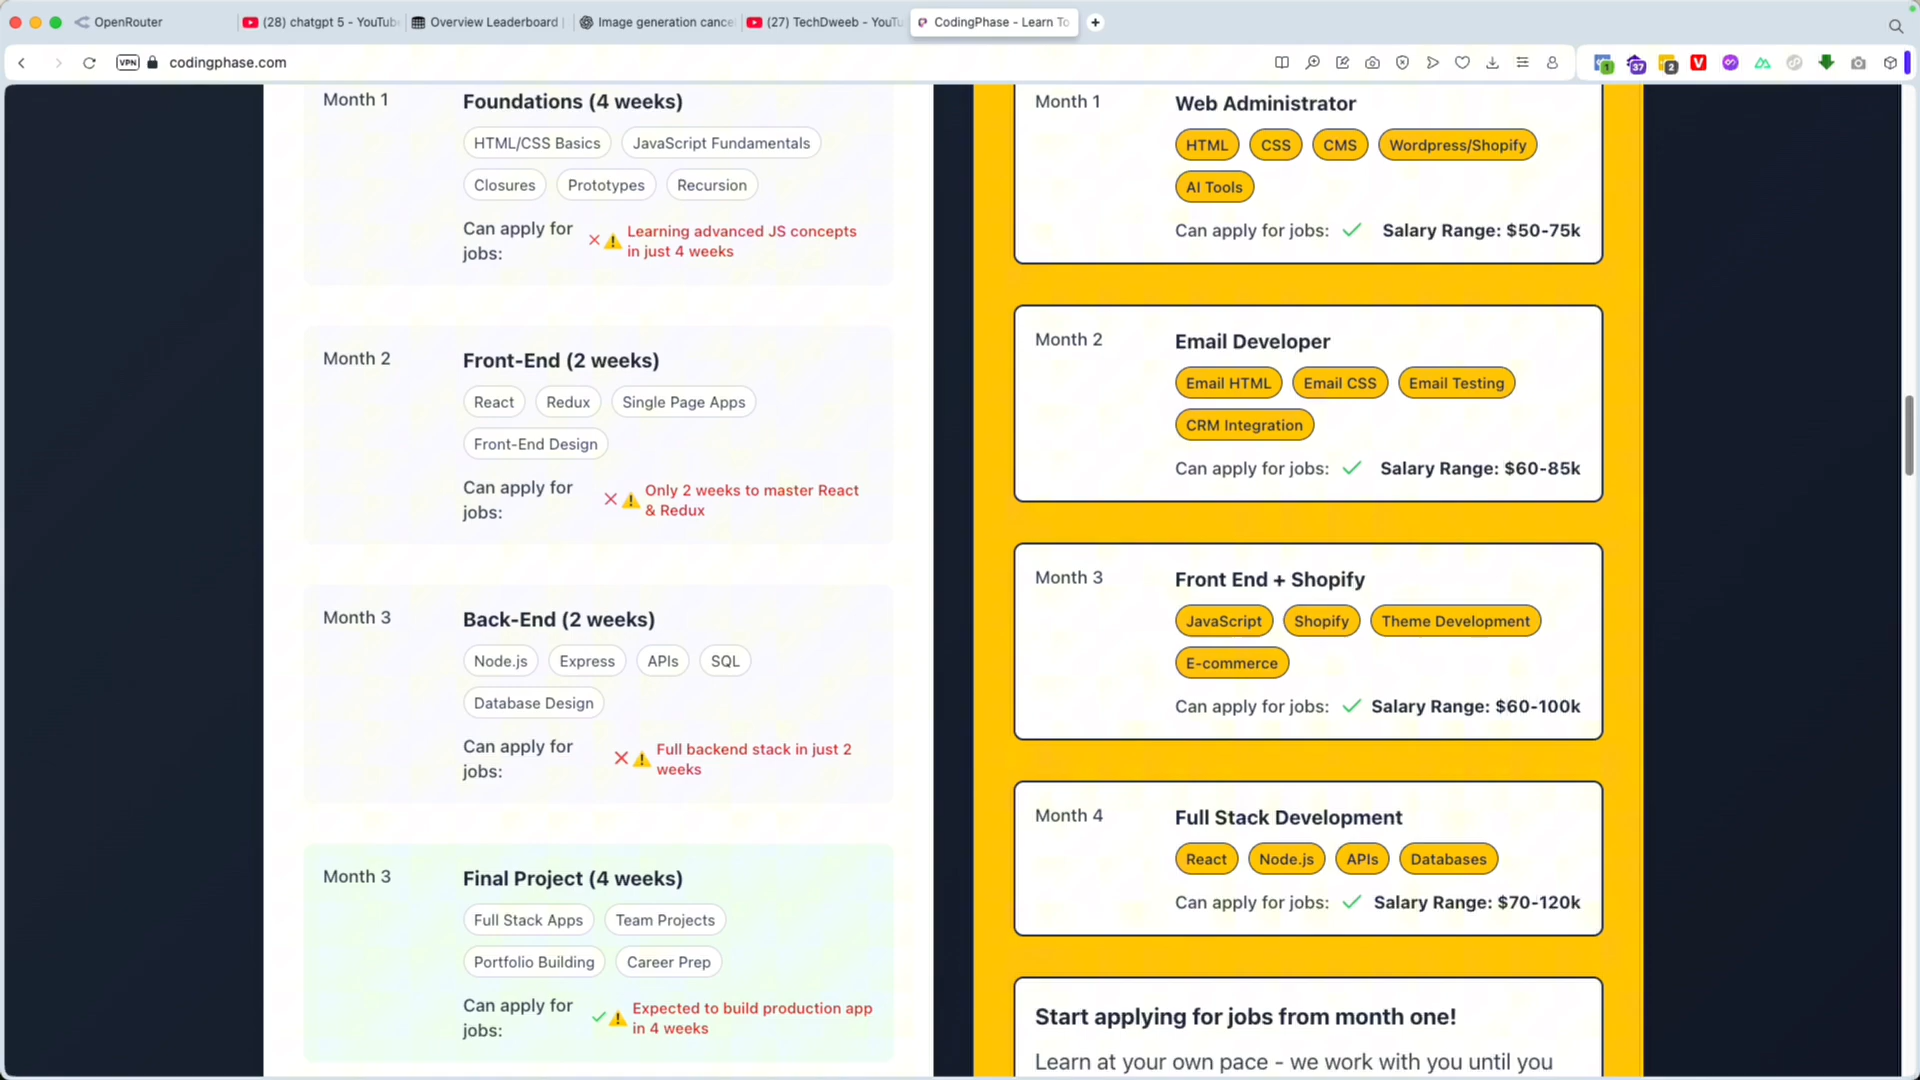 OpenRouter
(28) chatgpt 5 - YouTube
Overview Leaderboard |
Image generation cance
(27) TechDweeb - YouTu
CodingPhase - Learn To
VPN
codingphase.com
1
37
2
Month 1
Foundations (4 weeks)
HTML/CSS Basics
JavaScript Fundamentals
Closures
Prototypes
Recursion
Can apply for
jobs:
Learning advanced JS concepts
in just 4 weeks
Month 2
Front-End (2 weeks)
React
Redux
Single Page Apps
Front-End Design
Can apply for
jobs:
Only 2 weeks to master React
& Redux
Month 3
Back-End (2 weeks)
Node.js
Express
APIs
SQL
Database Design
Can apply for
jobs:
Full backend stack in just 2
weeks
Month 3
Final Project (4 weeks)
Full Stack Apps
Team Projects
Portfolio Building
Career Prep
Can apply for
jobs:
Expected to build production app
in 4 weeks
Month 1
Web Administrator
HTML
CSS
CMS
Wordpress/Shopify
AI Tools
Can apply for jobs:
Salary Range: $50-75k
Month 2
Email Developer
Email HTML
Email CSS
Email Testing
CRM Integration
Can apply for jobs:
Salary Range: $60-85k
Month 3
Front End + Shopify
JavaScript
Shopify
Theme Development
E-commerce
Can apply for jobs:
Salary Range: $60-100k
Month 4
Full Stack Development
React
Node.js
APIs
Databases
Can apply for jobs:
Salary Range: $70-120k
Start applying for jobs from month one!
Learn at your own pace - we work with you until you